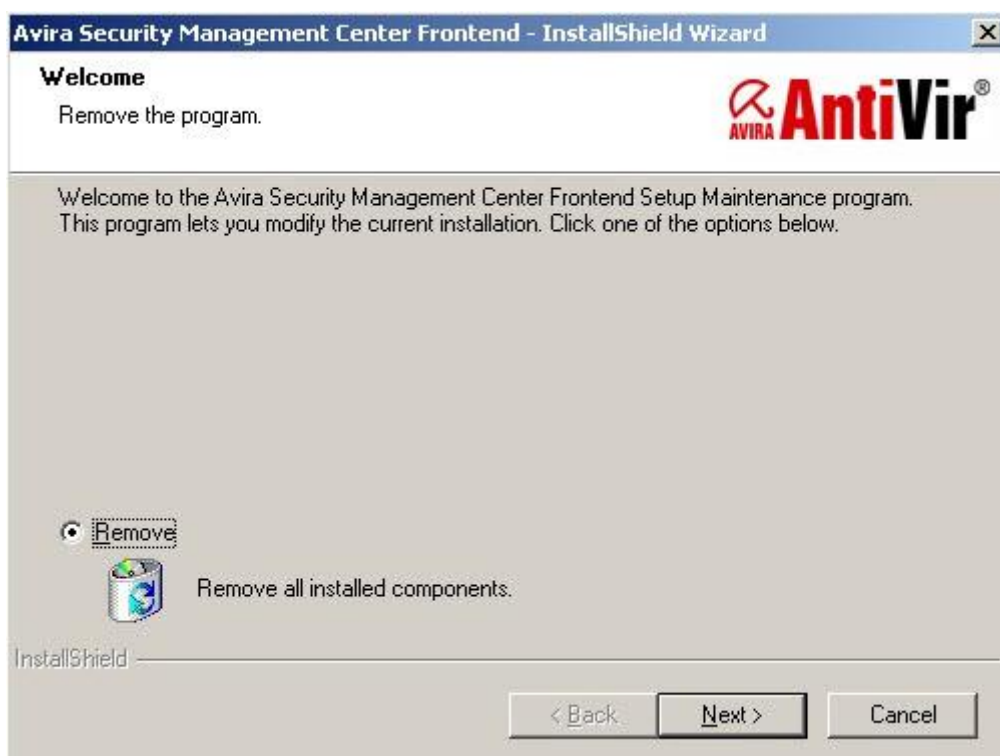 Avira Security Management Center Frontend - InstallShield Wizard
Welcome
Remove the program.
AVIRA AntiVir®
Welcome to the Avira Security Management Center Frontend Setup Maintenance program.
This program lets you modify the current installation. Click one of the options below.
Remove
Remove all installed components.
InstallShield
< Back
Next >
Cancel